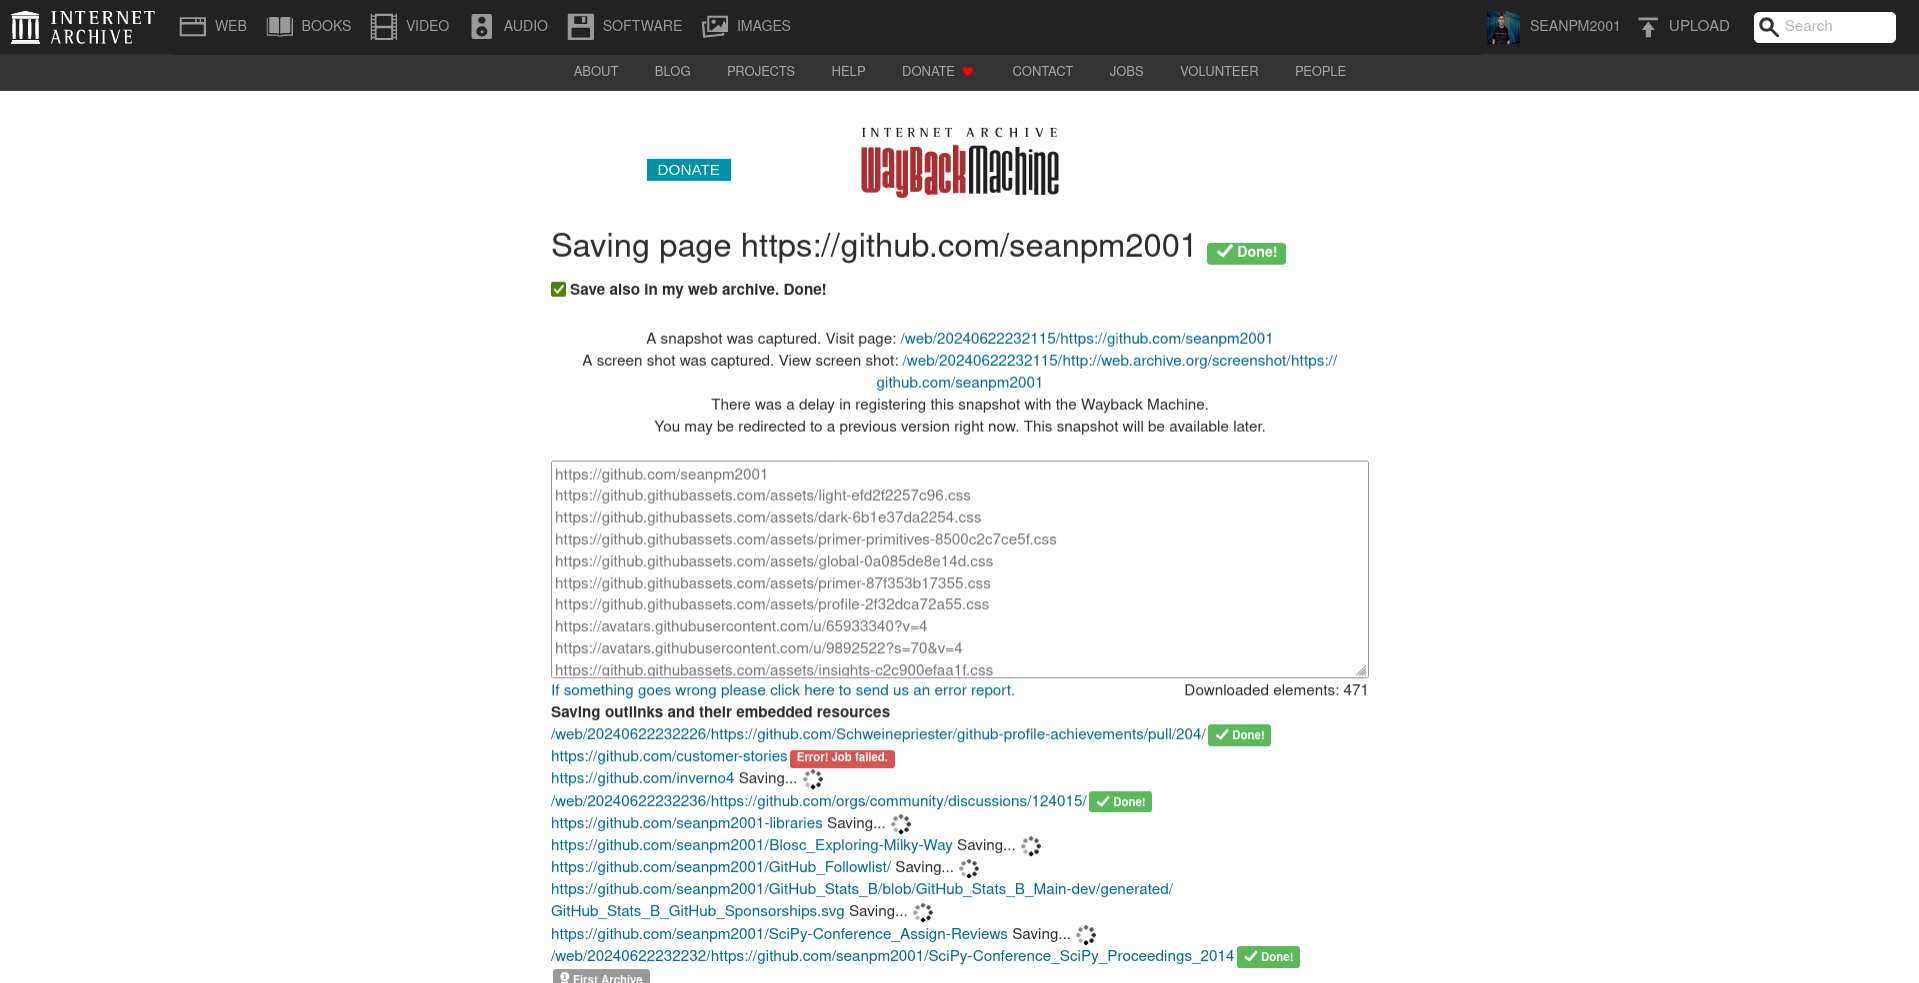 INTERNET ARCHIVE
WEB BOOKS VIDEO AUDIO SOFTWARE IMAGES SEANPM2001 UPLOAD Search
ABOUT BLOG PROJECTS HELP DONATE CONTACT JOBS VOLUNTEER PEOPLE
INTERNET ARCHIVE
WayBackMachine
DONATE
Saving page https://github.com/seanpm2001 Done!
Save also in my web archive. Done!
A snapshot was captured. Visit page: /web/20240622232115/https://github.com/seanpm2001
A screen shot was captured. View screen shot: /web/20240622232115/http://web.archive.org/screenshot/https://
github.com/seanpm2001
There was a delay in registering this snapshot with the Wayback Machine.
You may be redirected to a previous version right now. This snapshot will be available later.
https://github.com/seanpm2001
https://github.githubassets.com/assets/light-efd2f2257c96.css
https://github.githubassets.com/assets/dark-6b1e37da2254.css
https://github.githubassets.com/assets/primer-primitives-8500c2c7ce5f.css
https://github.githubassets.com/assets/global-0a085de8e14d.css
https://github.githubassets.com/assets/primer-87f353b17355.css
https://github.githubassets.com/assets/profile-2f32dca72a55.css
https://avatars.githubusercontent.com/u/65933340?v=4
https://avatars.githubusercontent.com/u/9892522?s=70&v=4
https://github.githubassets.com/assets/insights-c2c900efaa1f.css
If something goes wrong please click here to send us an error report. Downloaded elements: 471
Saving outlinks and their embedded resources
/web/20240622232226/https://github.com/Schweinepriester/github-profile-achievements/pull/204/ Done!
https://github.com/customer-stories Error! Job failed.
https://github.com/inverno4 Saving...
/web/20240622232236/https://github.com/orgs/community/discussions/124015/ Done!
https://github.com/seanpm2001-libraries Saving...
https://github.com/seanpm2001/Blosc_Exploring-Milky-Way Saving...
https://github.com/seanpm2001/GitHub_Followlist/ Saving...
https://github.com/seanpm2001/GitHub_Stats_B/blob/GitHub_Stats_B_Main-dev/generated/
GitHub_Stats_B_GitHub_Sponsorships.svg Saving...
https://github.com/seanpm2001/SciPy-Conference_Assign-Reviews Saving...
/web/20240622232232/https://github.com/seanpm2001/SciPy-Conference_SciPy_Proceedings_2014 Done!
First Archive